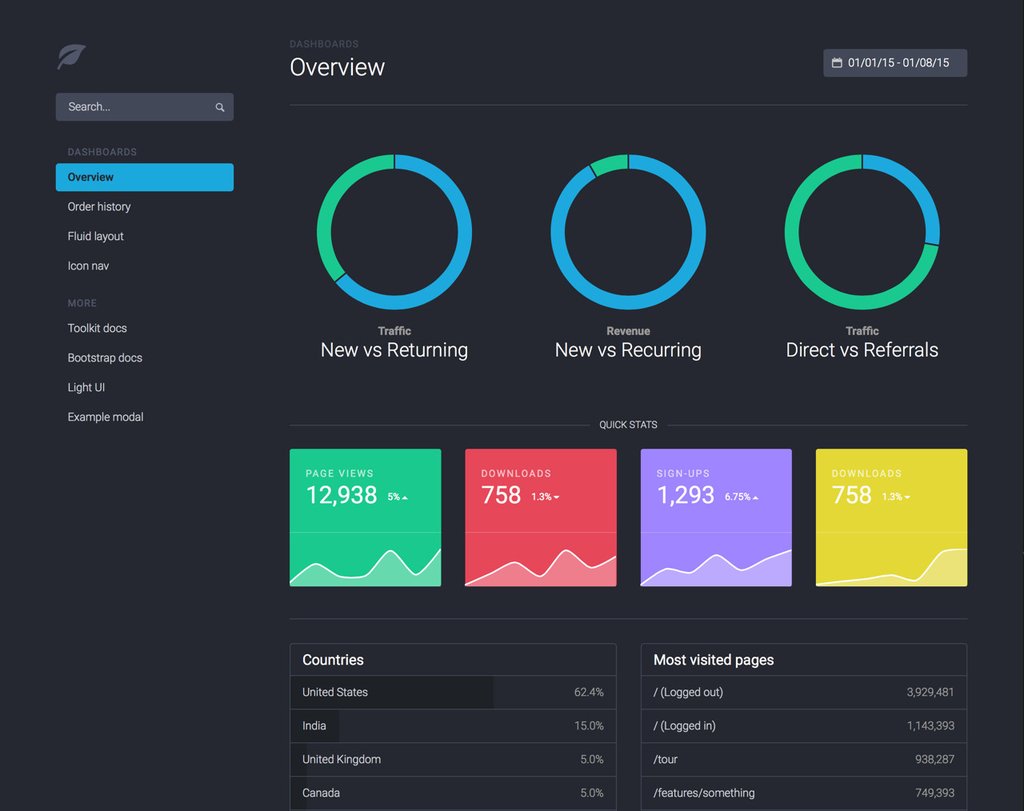 DASHBOARDS
Overview
01/01/15 - 01/08/15
Search...
DASHBOARDS
Overview
Order history
Fluid layout
Icon nav
MORE
Toolkit docs
Bootstrap docs
Light UI
Example modal
Traffic
New vs Returning
Revenue
New vs Recurring
Traffic
Direct vs Referrals
QUICK STATS
PAGE VIEWS
12,938 5%
DOWNLOADS
758 1.3%
SIGN-UPS
1,293 6.75%
DOWNLOADS
758 1.3%
Countries
United States 62.4%
India 15.0%
United Kingdom 5.0%
Canada 5.0%
Most visited pages
/ (Logged out) 3,929,481
/ (Logged in) 1,143,393
/tour 938,287
/features/something 749,393